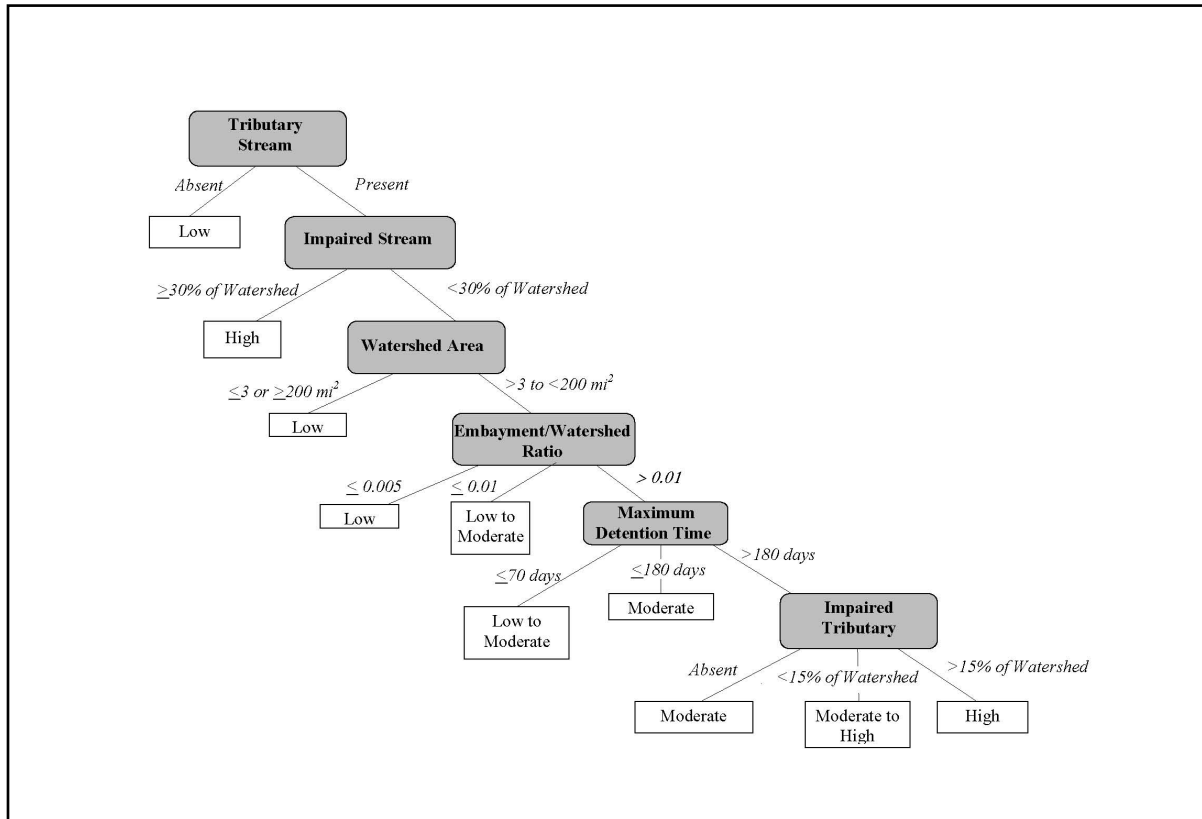 Tributary
Stream
Absent
Present
Low
Impaired Stream
≥30% of Watershed
<30% of Watershed
High
Watershed Area
≤3 or ≥200 mi²
>3 to <200 mi²
Low
Embayment/Watershed
Ratio
≤ 0.005
≤ 0.01
> 0.01
Low
Low to
Moderate
Maximum
Detention Time
≤70 days
≤180 days
>180 days
Low to
Moderate
Moderate
Impaired
Tributary
Absent
<15% of Watershed
>15% of Watershed
Moderate
Moderate to
High
High